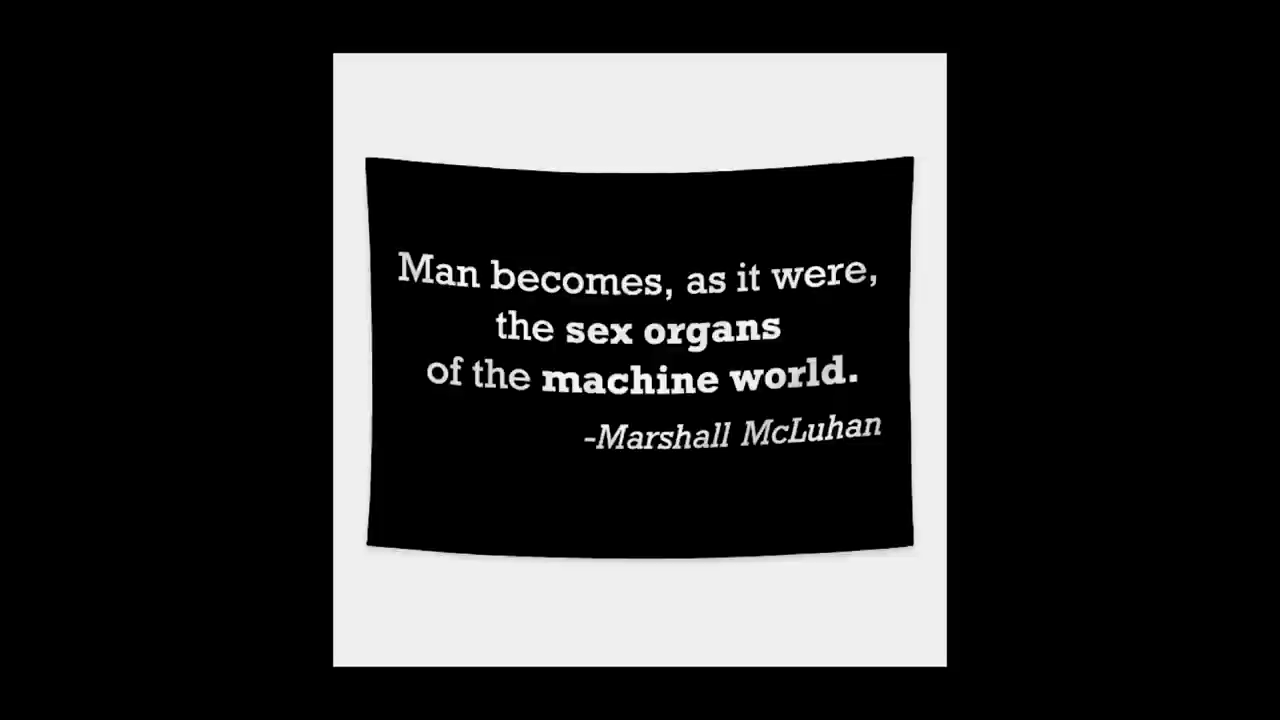 Man becomes, as it were,
the sex organs
of the machine world.
-Marshall McLuhan